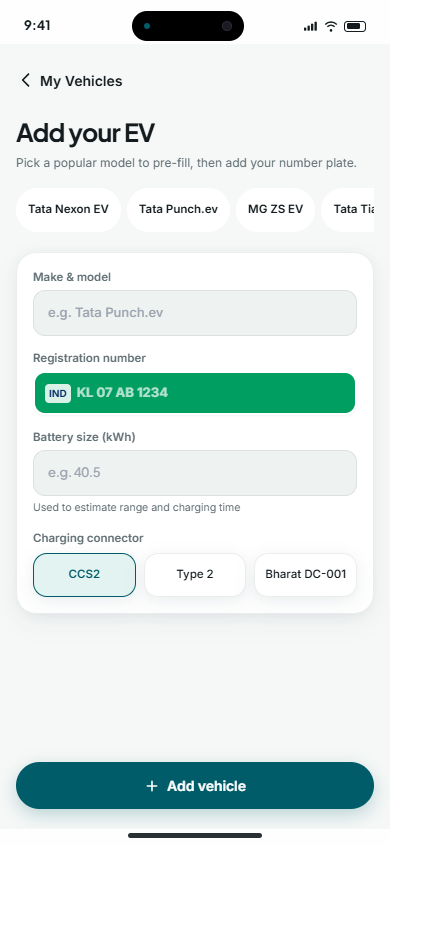 9:41
My Vehicles
Add your EV
Pick a popular model to pre-fill, then add your number plate.
Tata Nexon EV
Tata Punch.ev
MG ZS EV
Tata Tia
Make & model
e.g. Tata Punch.ev
Registration number
IND KL 07 AB 1234
Battery size (kWh)
e.g. 40.5
Used to estimate range and charging time
Charging connector
CCS2
Type 2
Bharat DC-001
+ Add vehicle